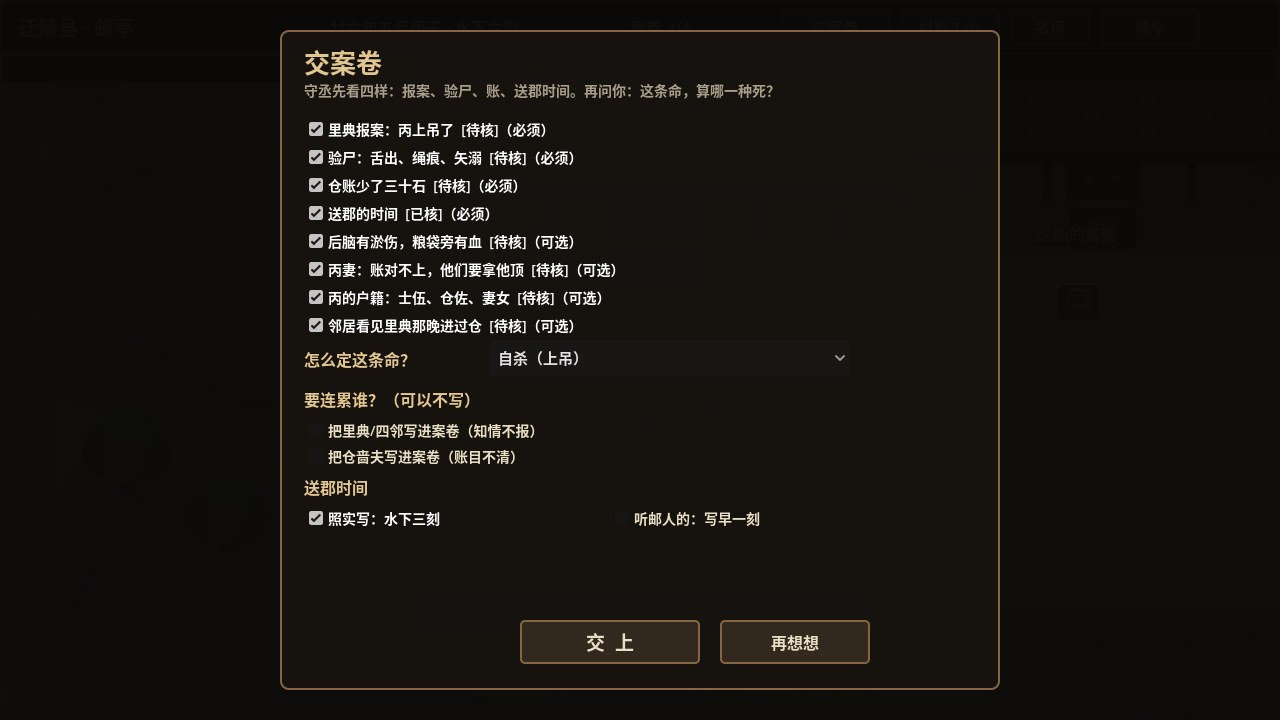 迁陵县·邮亭
交案卷
守丞先看四样：报案、验尸、账、送郡时间。再问你：这条命，算哪一种死？
里典报案：丙上吊了 [待核]（必须）
验尸：舌出、绳痕、矢溺 [待核]（必须）
仓账少了三十石 [待核]（必须）
送郡的时间 [已核]（必须）
后脑有淤伤，粮袋旁有血 [待核]（可选）
丙妻：账对不上，他们要拿他顶 [待核]（可选）
丙的户籍：士伍、仓佐、妻女 [待核]（可选）
邻居看见里典那晚进过仓 [待核]（可选）
怎么定这条命？ 自杀（上吊）
要连累谁？（可以不写）
把里典/四邻写进案卷（知情不报）
把仓啬夫写进案卷（账目不清）
送郡时间
照实写：水下三刻 听邮人的：写早一刻
交 上 再想想